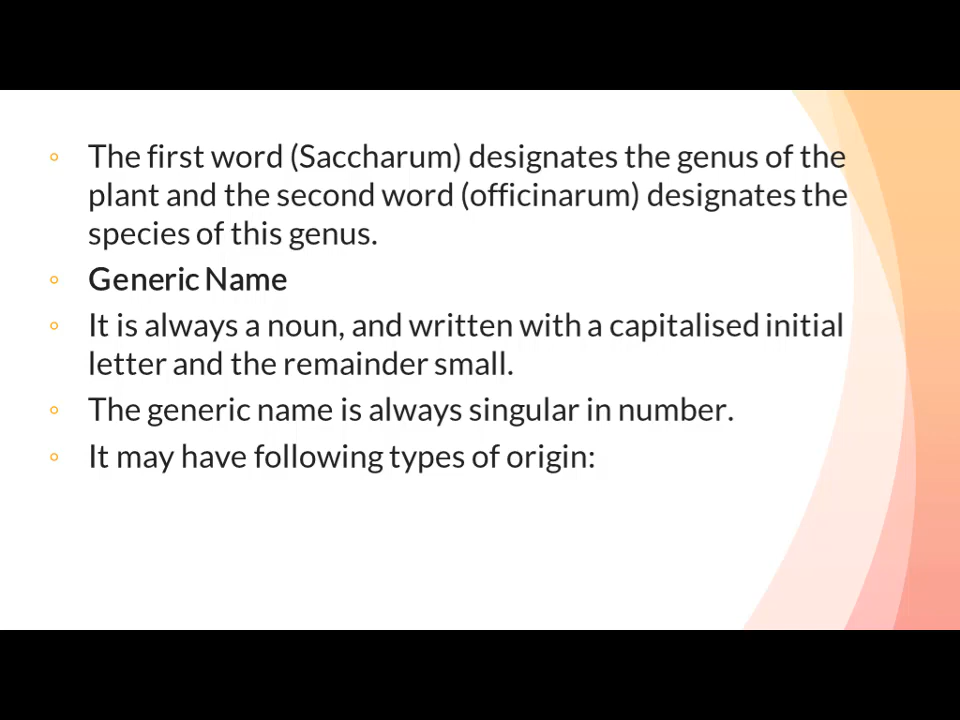 The first word (Saccharum) designates the genus of the
plant and the second word (officinarum) designates the
species of this genus.
Generic Name
It is always a noun, and written with a capitalised initial
letter and the remainder small.
The generic name is always singular in number.
It may have following types of origin: